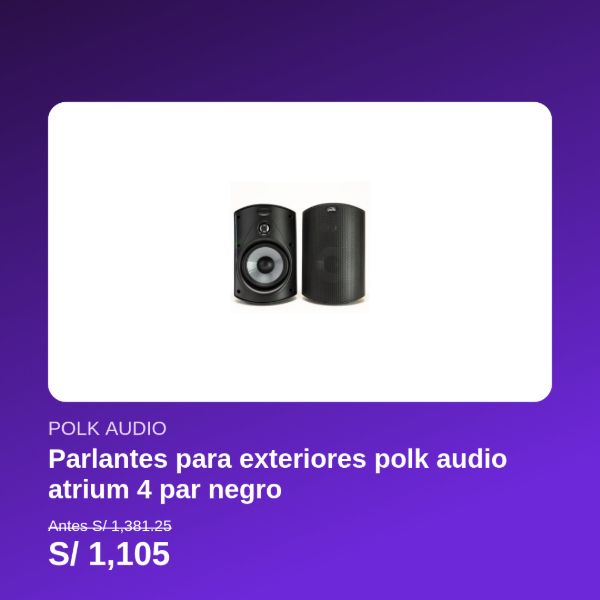 POLK AUDIO
Parlantes para exteriores polk audio
atrium 4 par negro
Antes S/ 1,381.25
S/ 1,105